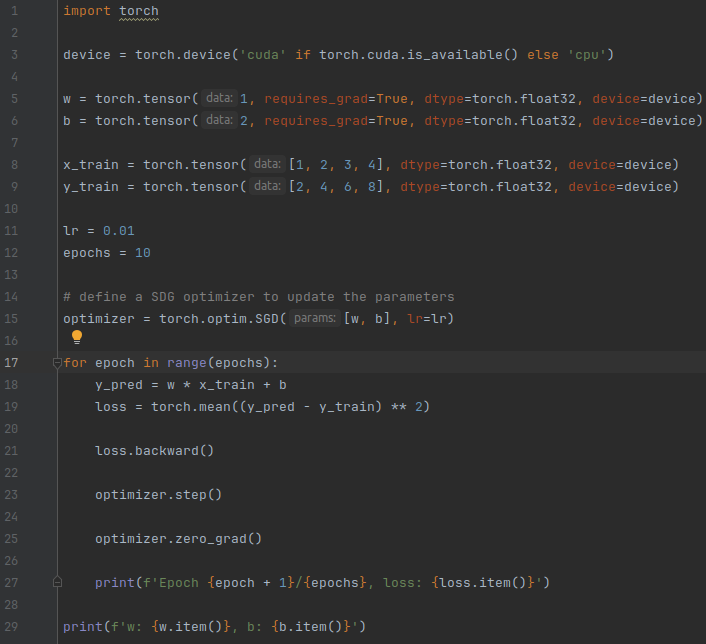 1 import torch
2
3 device = torch.device('cuda' if torch.cuda.is_available() else 'cpu')
4
5 w = torch.tensor( data: 1, requires_grad=True, dtype=torch.float32, device=device)
6 b = torch.tensor( data: 2, requires_grad=True, dtype=torch.float32, device=device)
7
8 x_train = torch.tensor( data: [1, 2, 3, 4], dtype=torch.float32, device=device)
9 y_train = torch.tensor( data: [2, 4, 6, 8], dtype=torch.float32, device=device)
10
11 lr = 0.01
12 epochs = 10
13
14 # define a SDG optimizer to update the parameters
15 optimizer = torch.optim.SGD( params: [w, b], lr=lr)
16
17 for epoch in range(epochs):
18     y_pred = w * x_train + b
19     loss = torch.mean((y_pred - y_train) ** 2)
20
21     loss.backward()
22
23     optimizer.step()
24
25     optimizer.zero_grad()
26
27     print(f'Epoch {epoch + 1}/{epochs}, loss: {loss.item()}')
28
29 print(f'w: {w.item()}, b: {b.item()}')